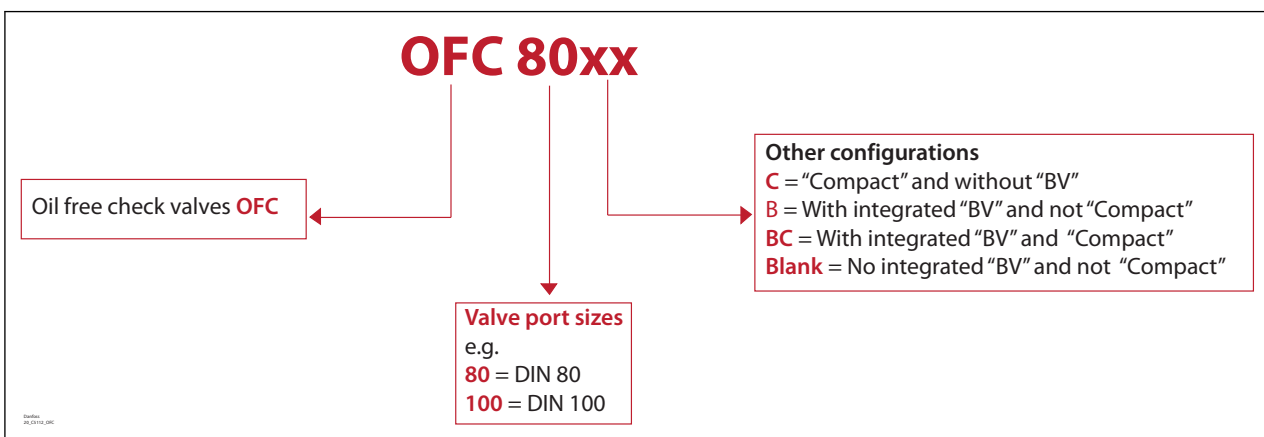 OFC 80xx
Oil free check valves OFC
Other configurations
C = “Compact” and without “BV”
B = With integrated “BV” and not “Compact”
BC = With integrated “BV” and “Compact”
Blank = No integrated “BV” and not “Compact”
Valve port sizes
e.g.
80 = DIN 80
100 = DIN 100
Danfoss